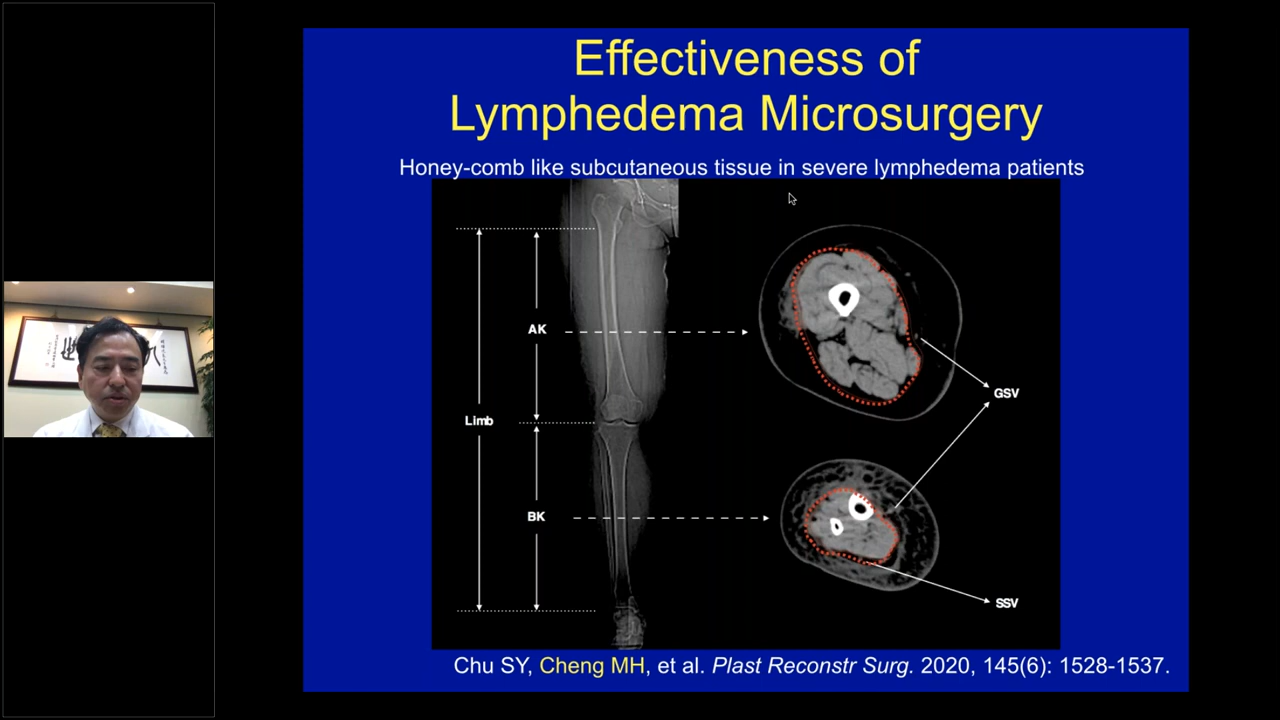 Effectiveness of
Lymphedema Microsurgery
Honey-comb like subcutaneous tissue in severe lymphedema patients
AK
GSV
Limb
BK
SSV
Chu SY, Cheng MH, et al. Plast Reconstr Surg. 2020, 145(6): 1528-1537.